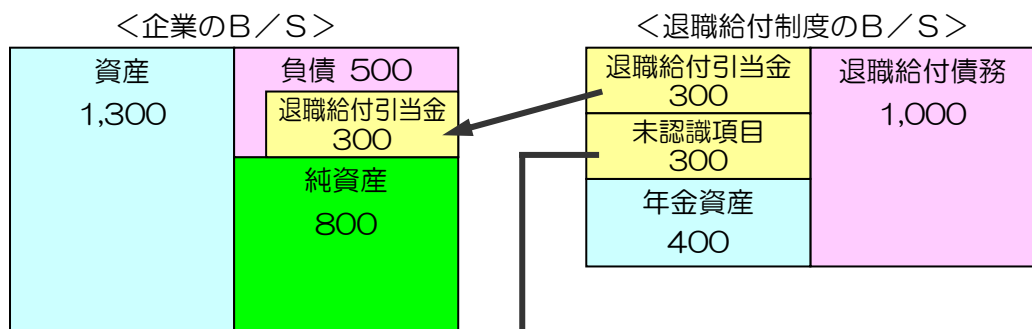 <企業のB/S>
資産
1,300
負債 500
退職給付引当金
300
純資産
800
<退職給付制度のB/S>
退職給付引当金
300
未認識項目
300
年金資産
400
退職給付債務
1,000